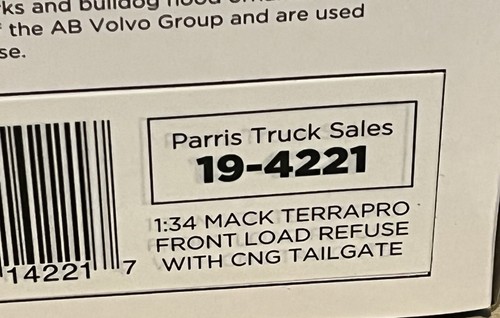 and bulldog hood
the AB Volvo Group and are used
se.
Parris Truck Sales
19-4221
1:34 MACK TERRAPRO
FRONT LOAD REFUSE
WITH CNG TAILGATE
14221 7